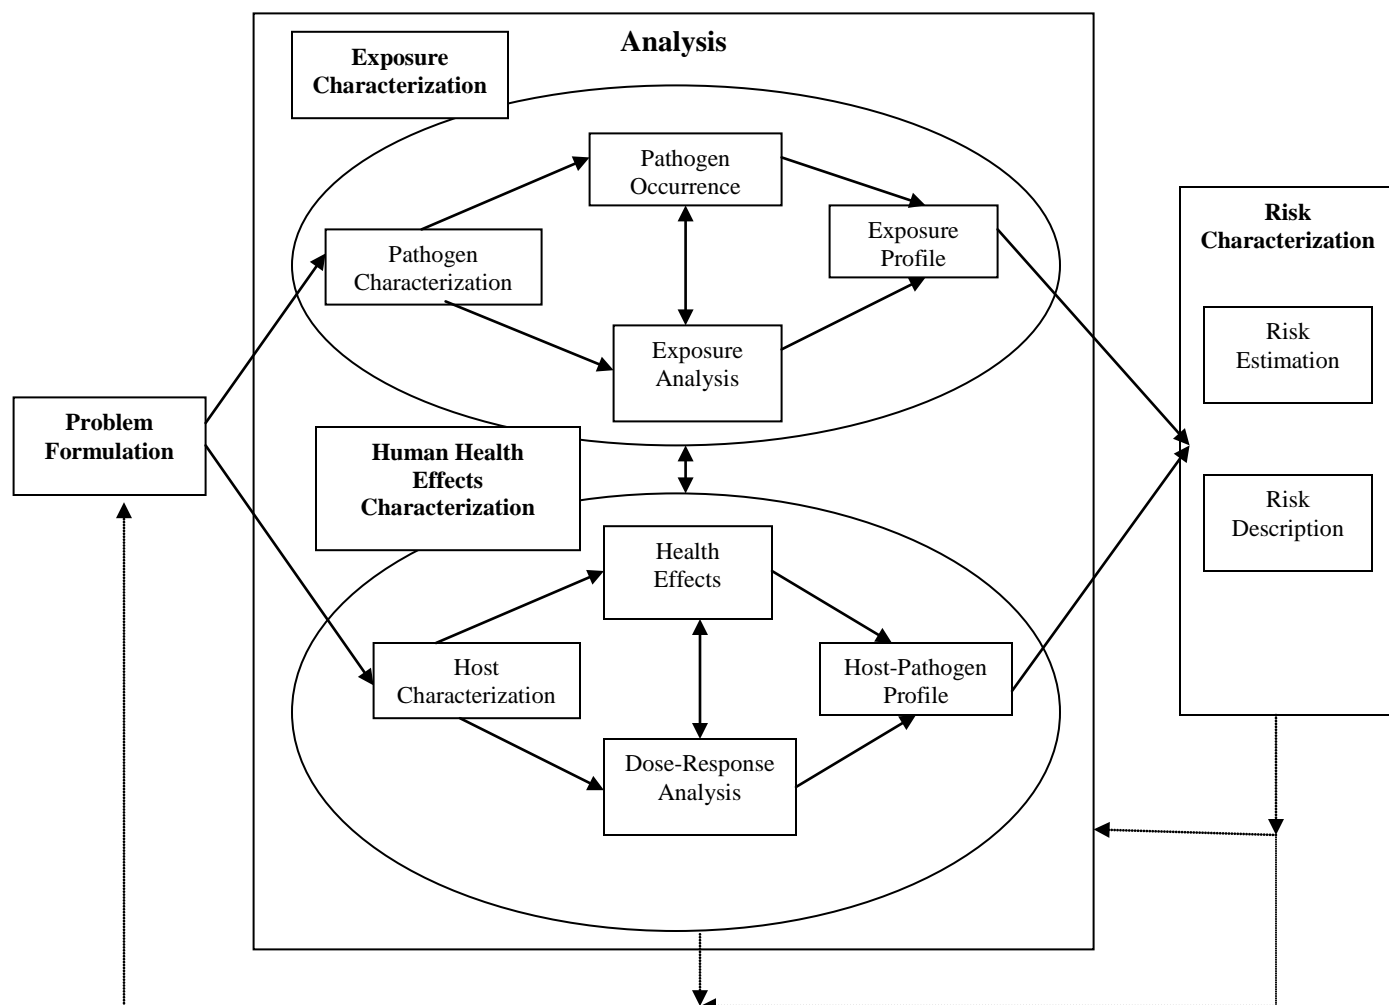 Analysis
Exposure
Characterization
Pathogen
Occurrence
Pathogen
Characterization
Exposure
Profile
Exposure
Analysis
Risk
Characterization
Risk
Estimation
Risk
Description
Problem
Formulation
Human Health
Effects
Characterization
Health
Effects
Host
Characterization
Host-Pathogen
Profile
Dose-Response
Analysis